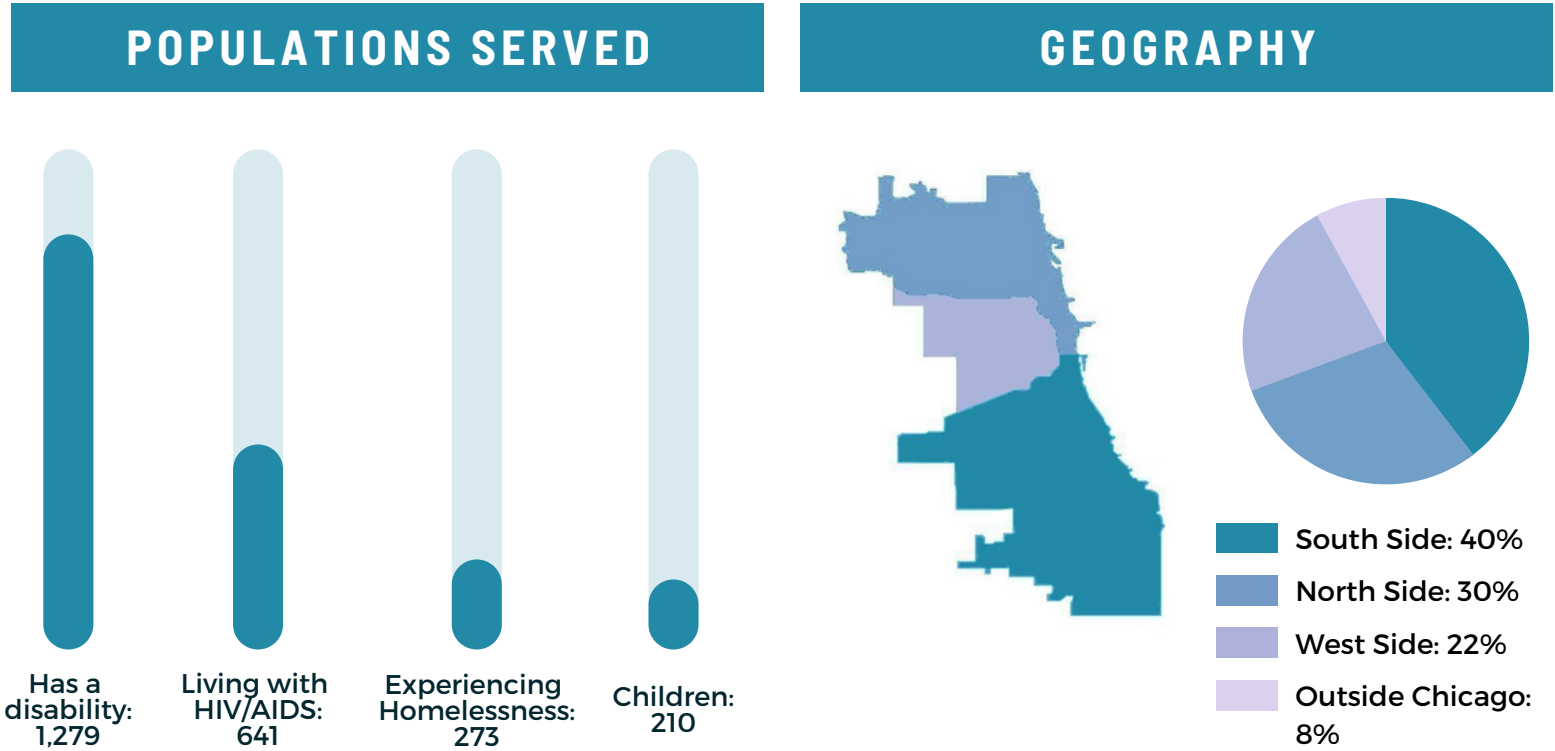 POPULATIONS SERVED
Has a
disability:
1,279
Living with
HIV/AIDS:
641
Experiencing
Homelessness:
273
Children:
210
GEOGRAPHY
South Side: 40%
North Side: 30%
West Side: 22%
Outside Chicago:
8%